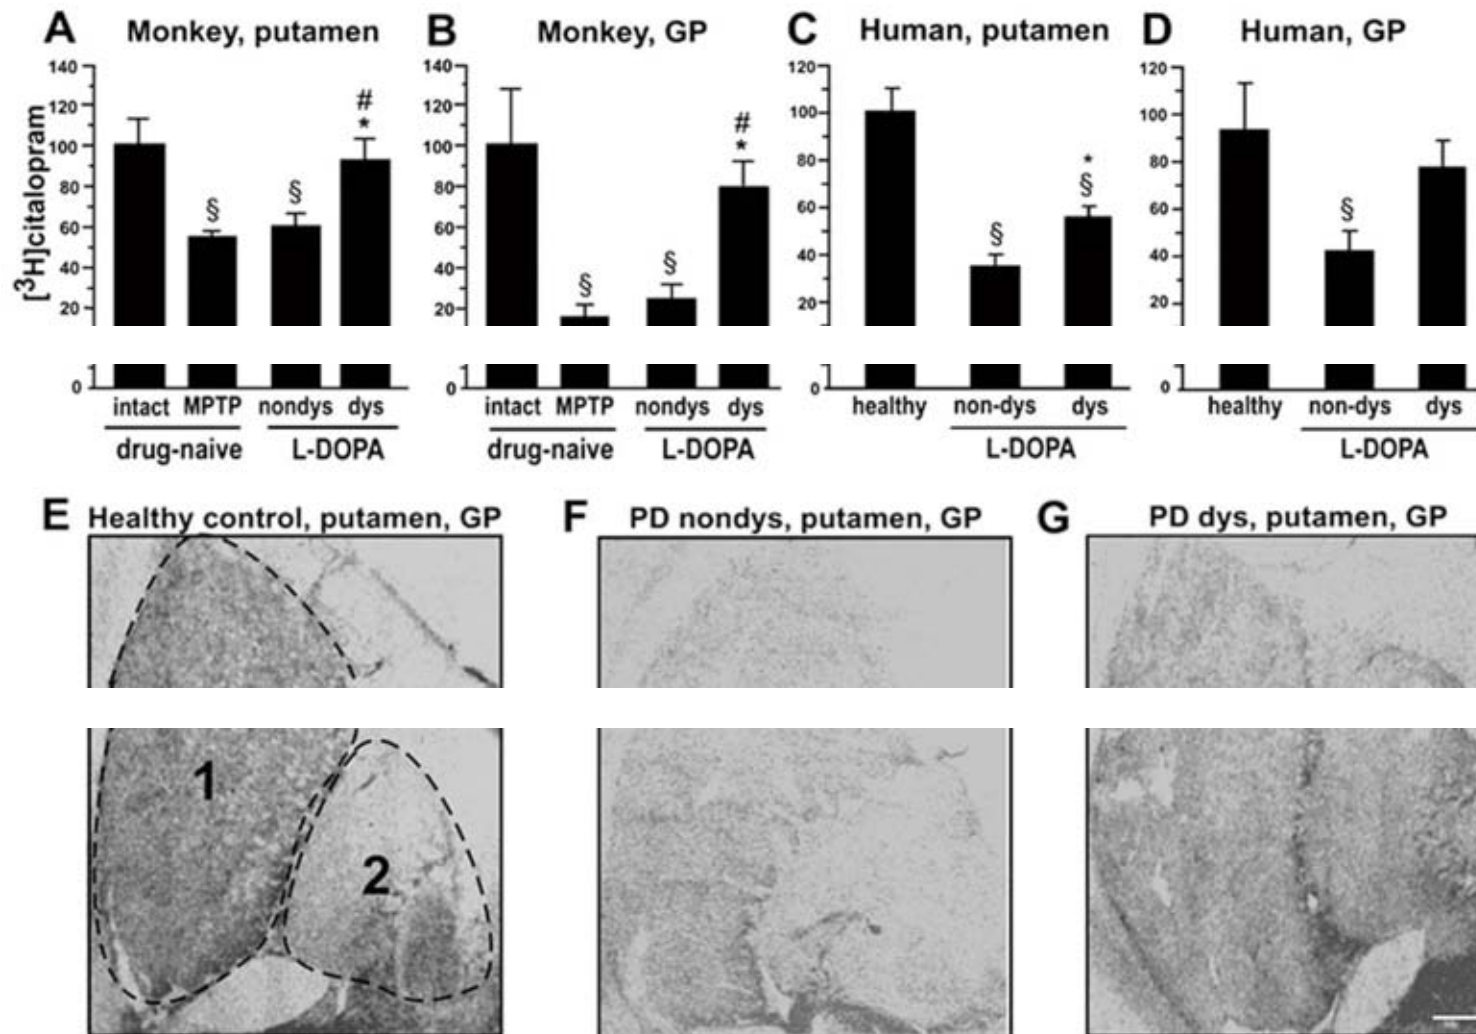 A Monkey, putamen
B Monkey, GP
C Human, putamen
D Human, GP
[³H]citalopram
140
120
100
80
60
40
20
0
§
§
#
*
intact MPTP nondys dys
drug-naive L-DOPA
140
120
100
80
60
40
20
0
§
§
#
*
intact MPTP nondys dys
drug-naive L-DOPA
120
100
80
60
40
20
0
§
*
§
healthy non-dys dys
L-DOPA
120
100
80
60
40
20
0
§
healthy non-dys dys
L-DOPA
E Healthy control, putamen, GP
F PD nondys, putamen, GP
G PD dys, putamen, GP
1
2